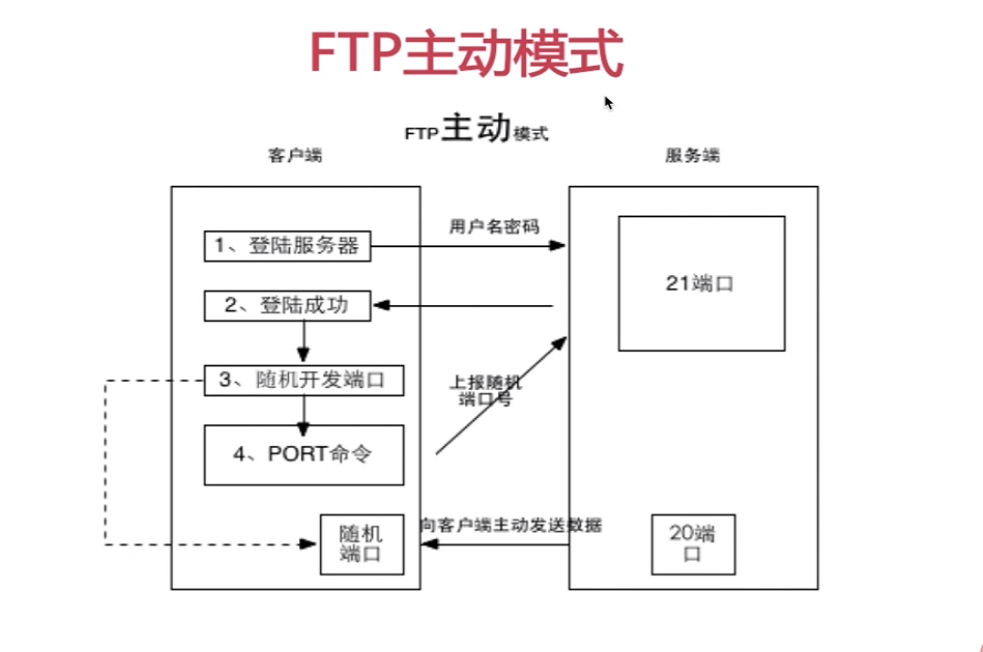 FTP主动模式
FTP主动模式
客户端
服务端
用户名密码
1、登陆服务器
21端口
2、登陆成功
3、随机开发端口
上报随机
端口号
4、PORT命令
向客户端主动发送数据
随机
端口
20端
口